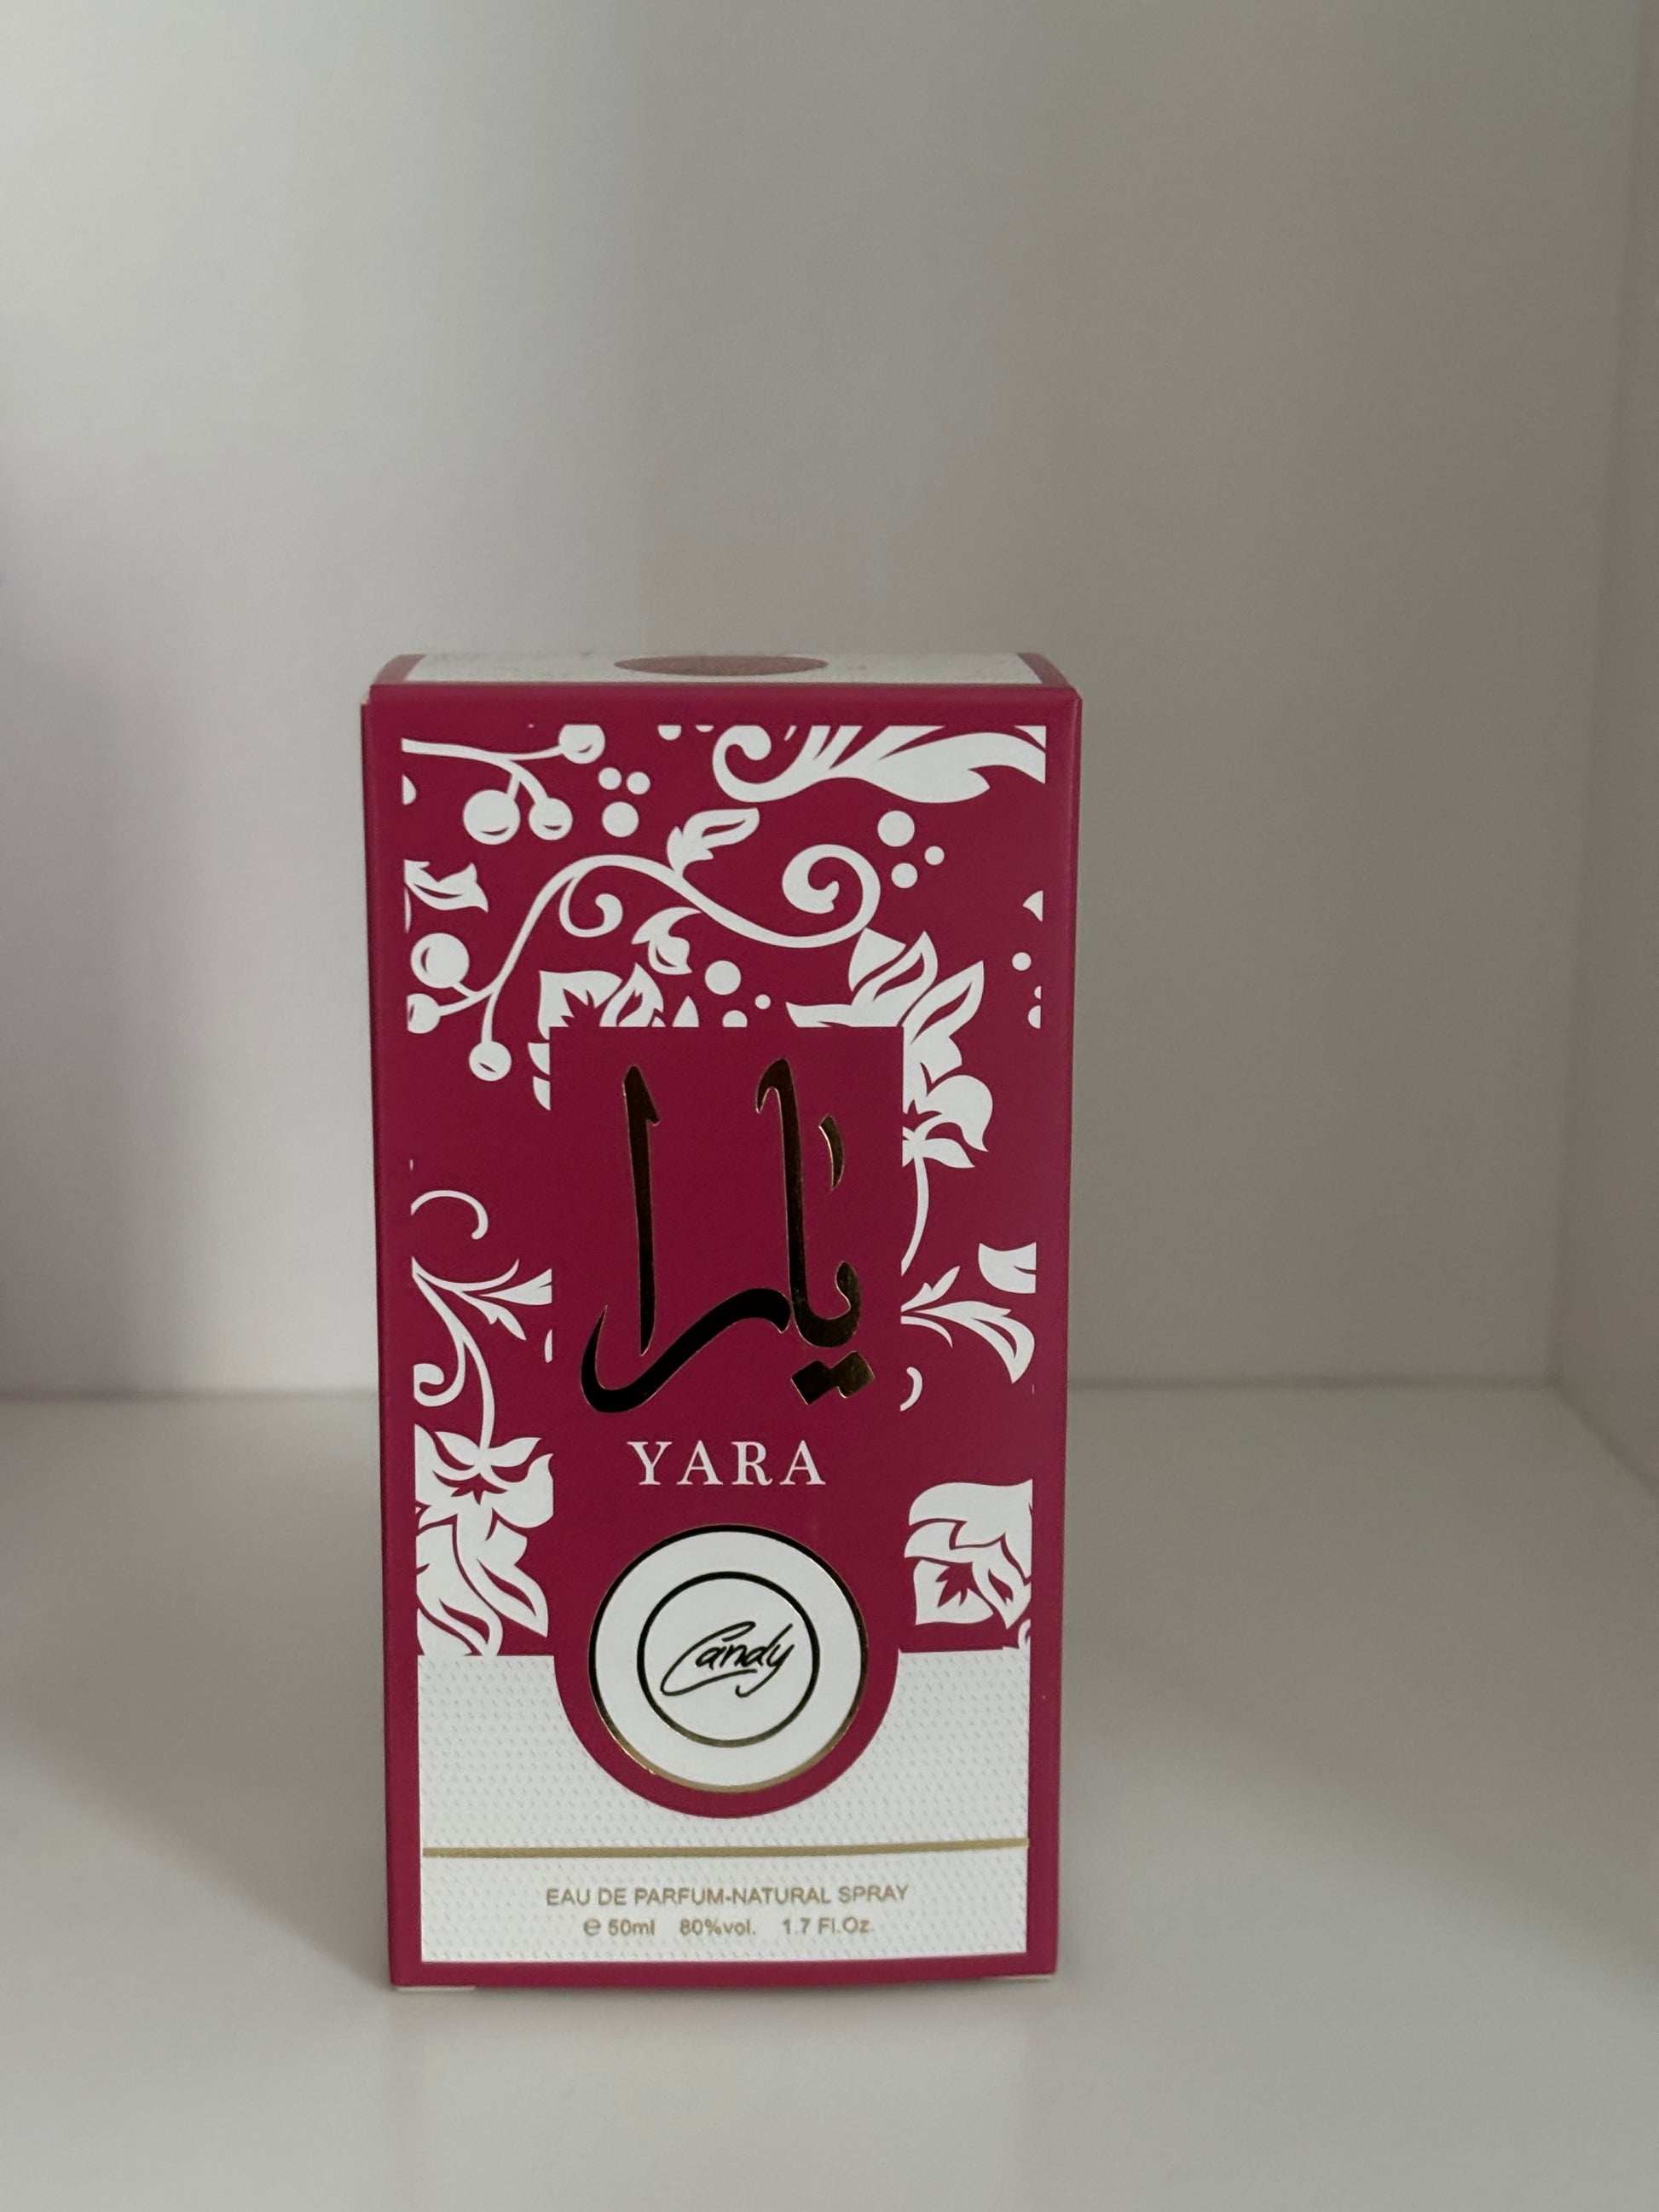 يارا
YARA
Candy
EAU DE PARFUM-NATURAL SPRAY
℮ 50ml 80%vol. 1.7 Fl.Oz.